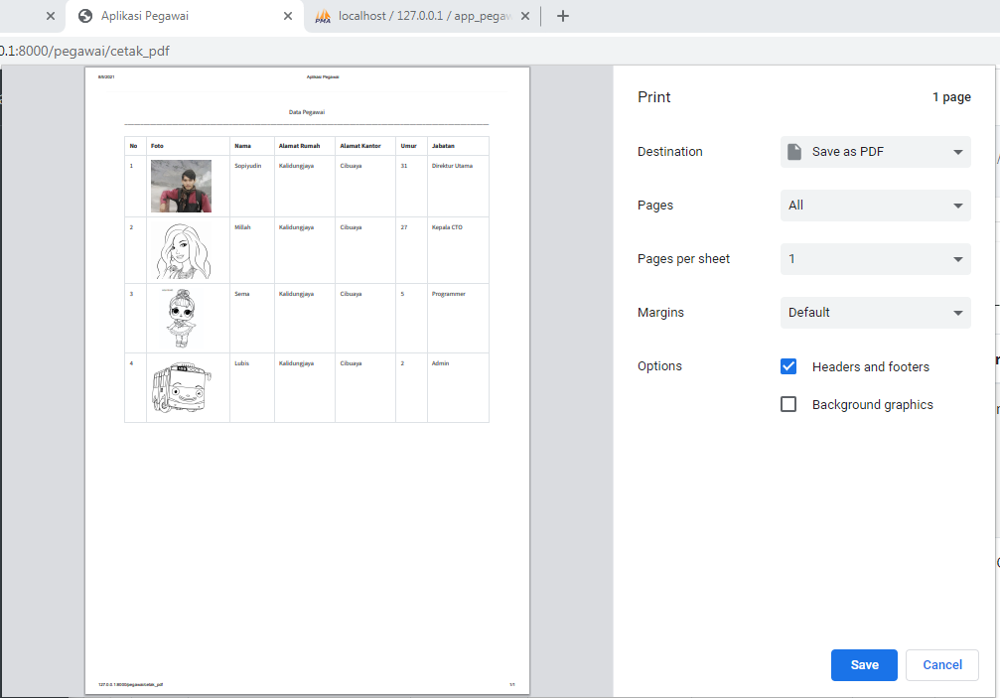 Aplikasi Pegawai
localhost / 127.0.0.1 / app_pegaw
0.1:8000/pegawai/cetak_pdf
8/5/2021 Aplikasi Pegawai
Data Pegawai
No Foto Nama Alamat Rumah Alamat Kantor Umur Jabatan
1 Sopiyudin Kalidungjaya Cibuaya 31 Direktur Utama
2 Millah Kalidungjaya Cibuaya 27 Kepala CTO
3 Sema Kalidungjaya Cibuaya 5 Programmer
4 Lubis Kalidungjaya Cibuaya 2 Admin
127.0.0.1:8000/pegawai/cetak_pdf 1/1
Print 1 page
Destination Save as PDF
Pages All
Pages per sheet 1
Margins Default
Options Headers and footers
Background graphics
Save Cancel